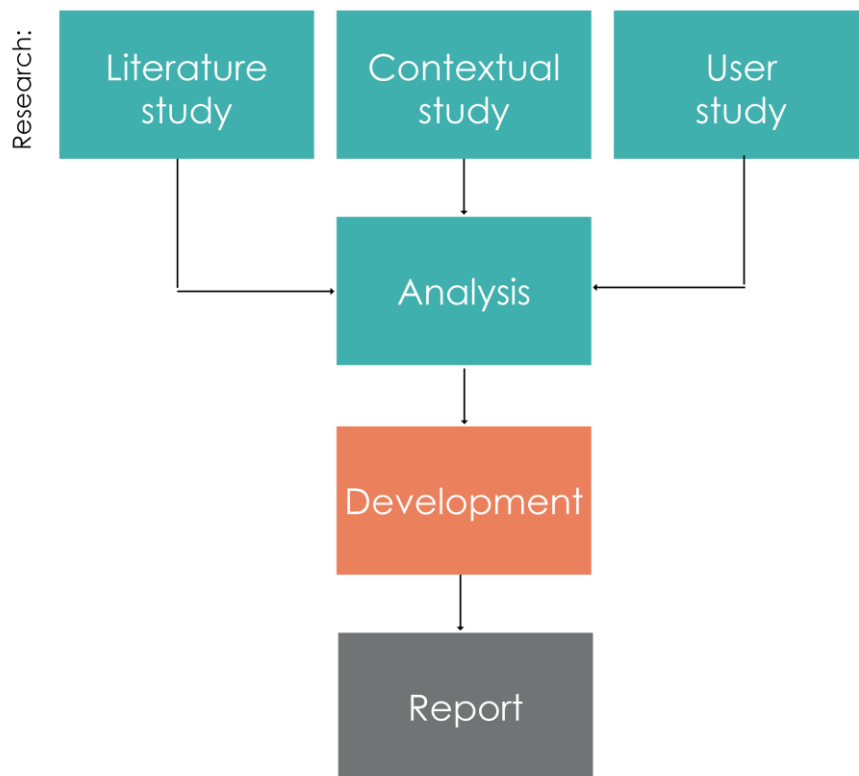 Research:
Literature
study
Contextual
study
User
study
Analysis
Development
Report